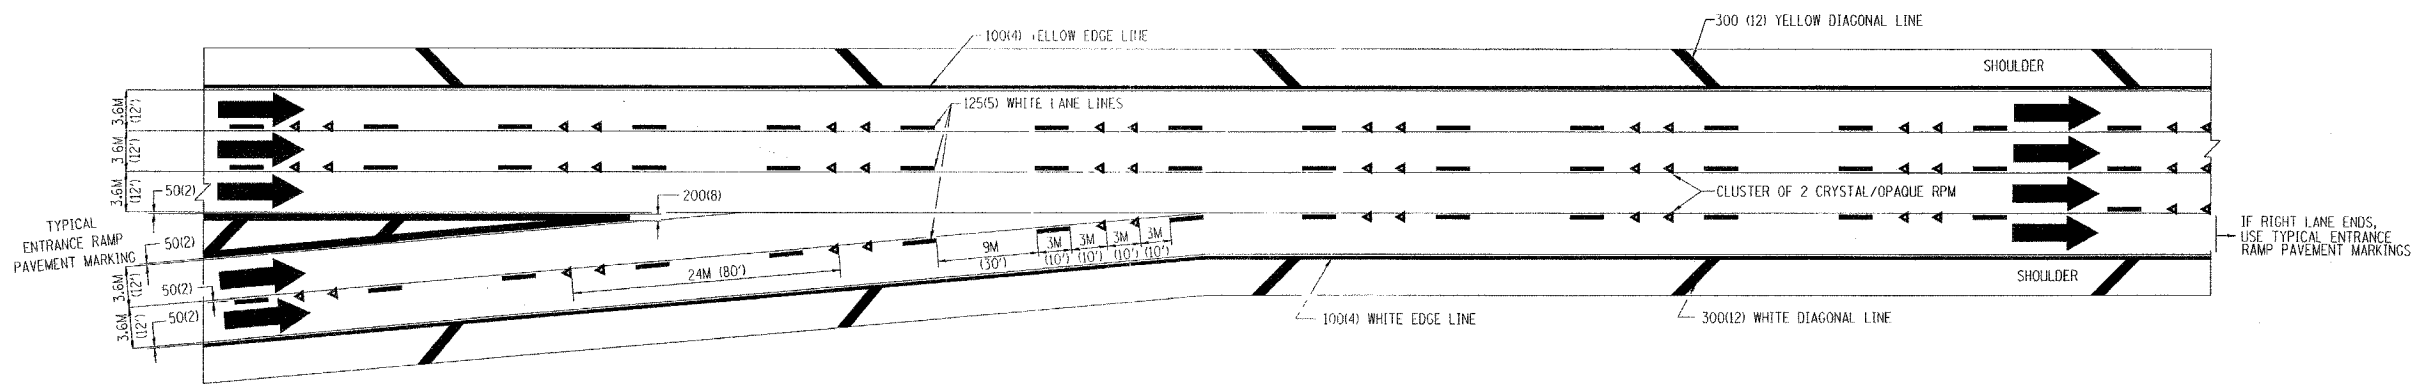 300 (12) YELLOW DIAGONAL LINE
100(4) YELLOW EDGE LINE
SHOULDER
125(5) WHITE LANE LINES
3.6M
(12')
3.6M
(12')
3.6M
(12')
50(2)
200(8)
CLUSTER OF 2 CRYSTAL/OPAQUE RPM
TYPICAL
ENTRANCE RAMP
PAVEMENT MARKING
50(2)
IF RIGHT LANE ENDS,
USE TYPICAL ENTRANCE
RAMP PAVEMENT MARKINGS
9M
(30')
3M
(10')
3M
(10')
3M
(10')
3M
(10')
24M (80')
3.6M
(12')
50(2)
3.6M
(12')
50(2)
SHOULDER
100(4) WHITE EDGE LINE
300(12) WHITE DIAGONAL LINE